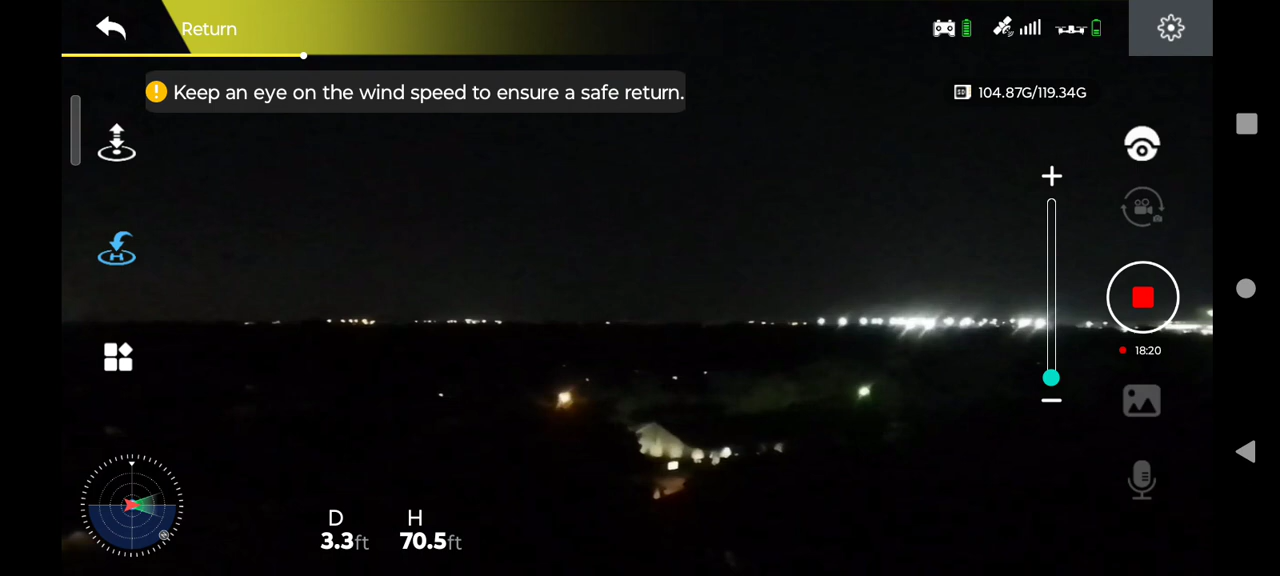 Return
Keep an eye on the wind speed to ensure a safe return.
SD 104.87G/119.34G
18:20
D H
3.3ft 70.5ft
N